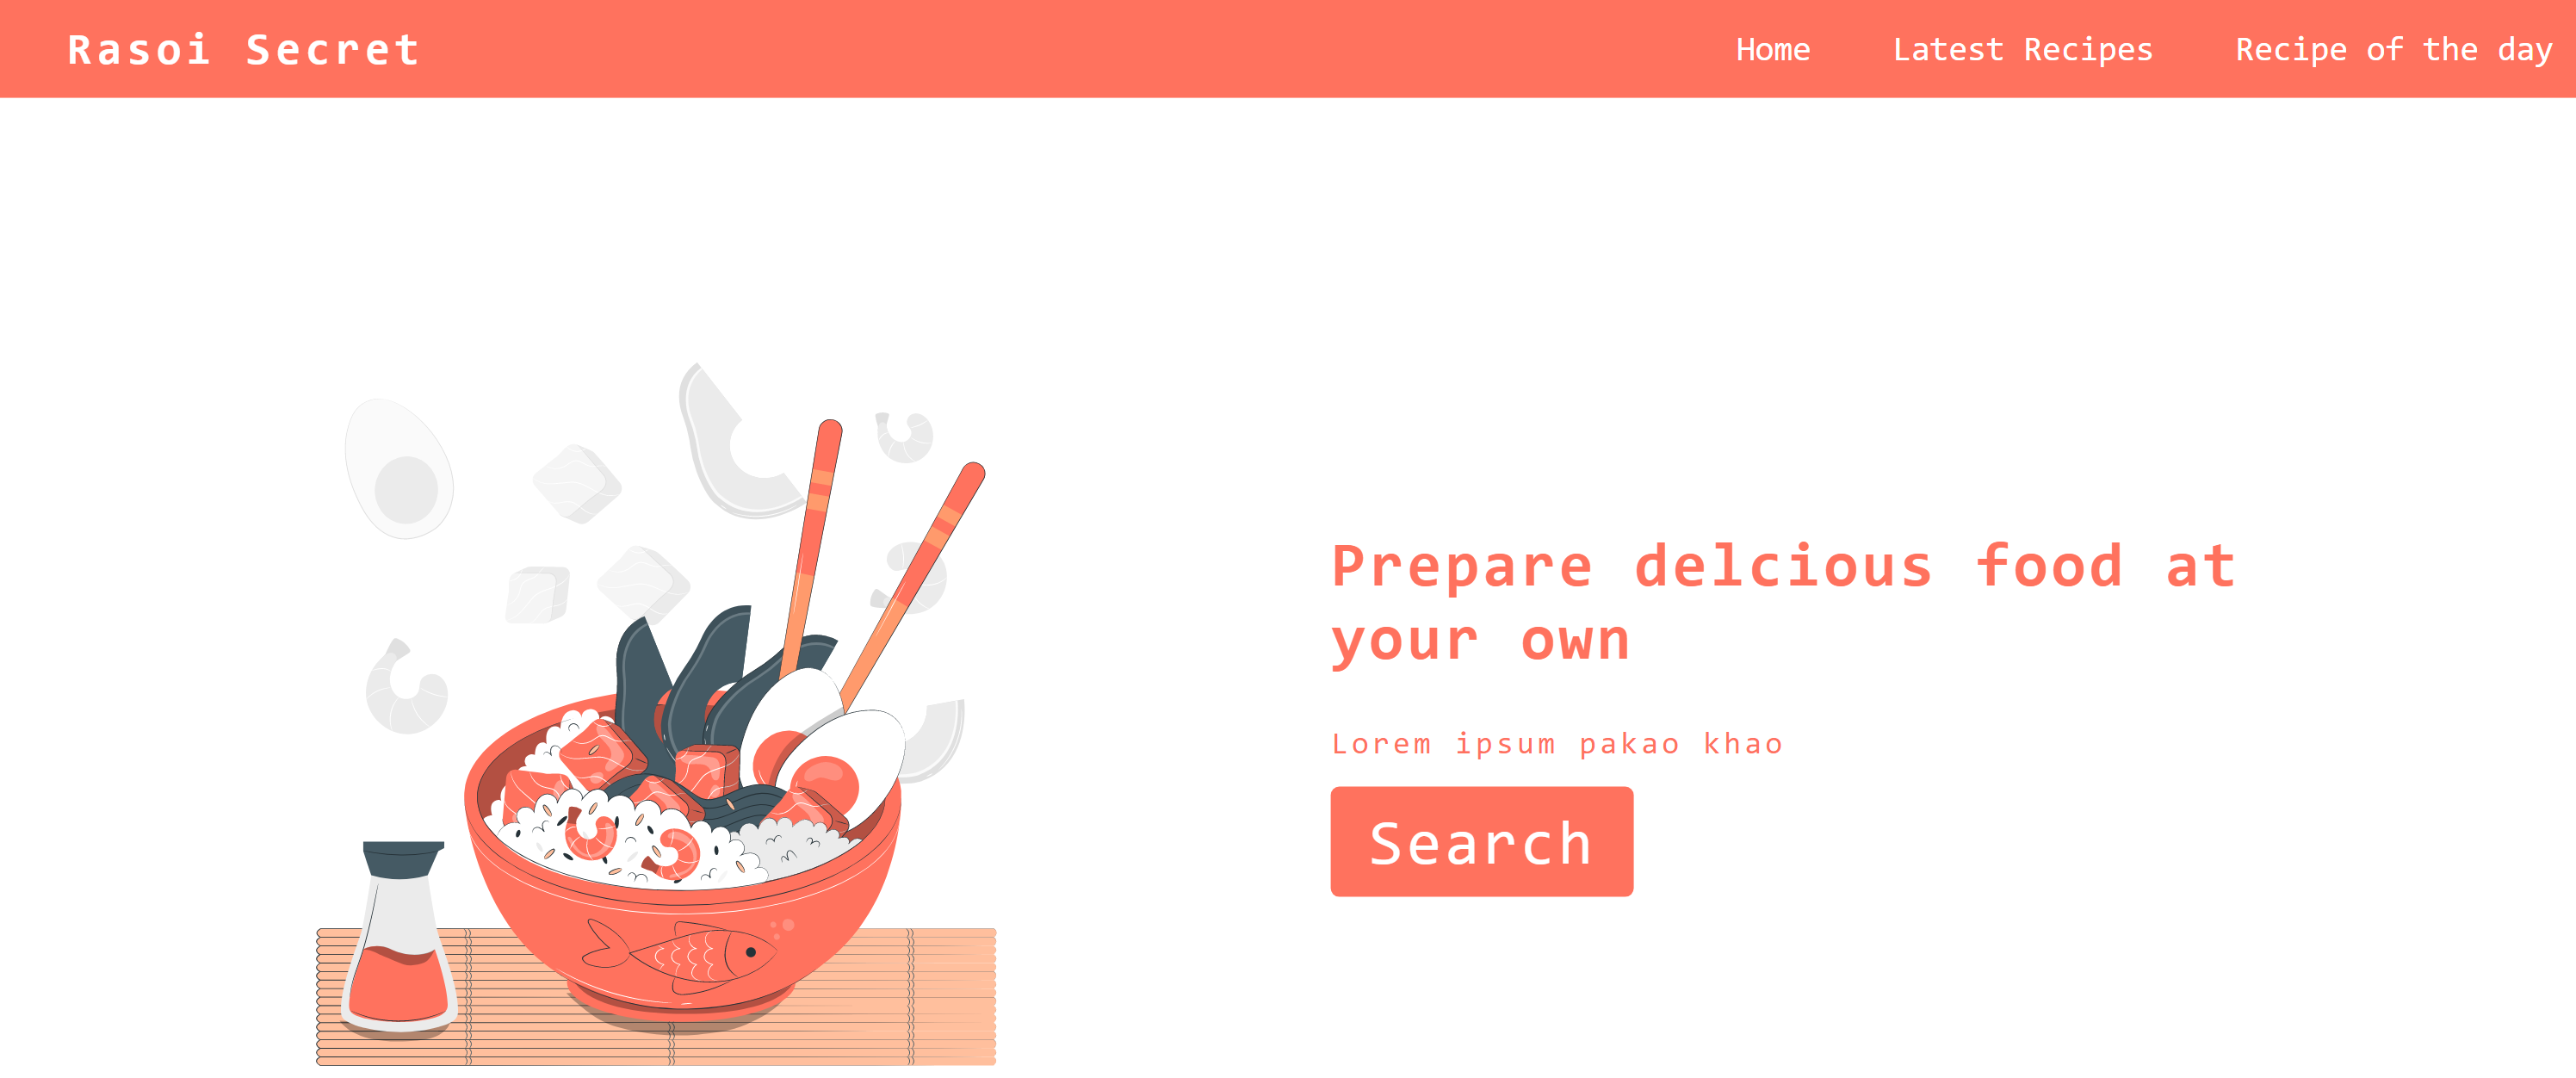 Rasoi Secret
Home
Latest Recipes
Recipe of the day
Prepare delcious food at
your own
Lorem ipsum pakao khao
Search